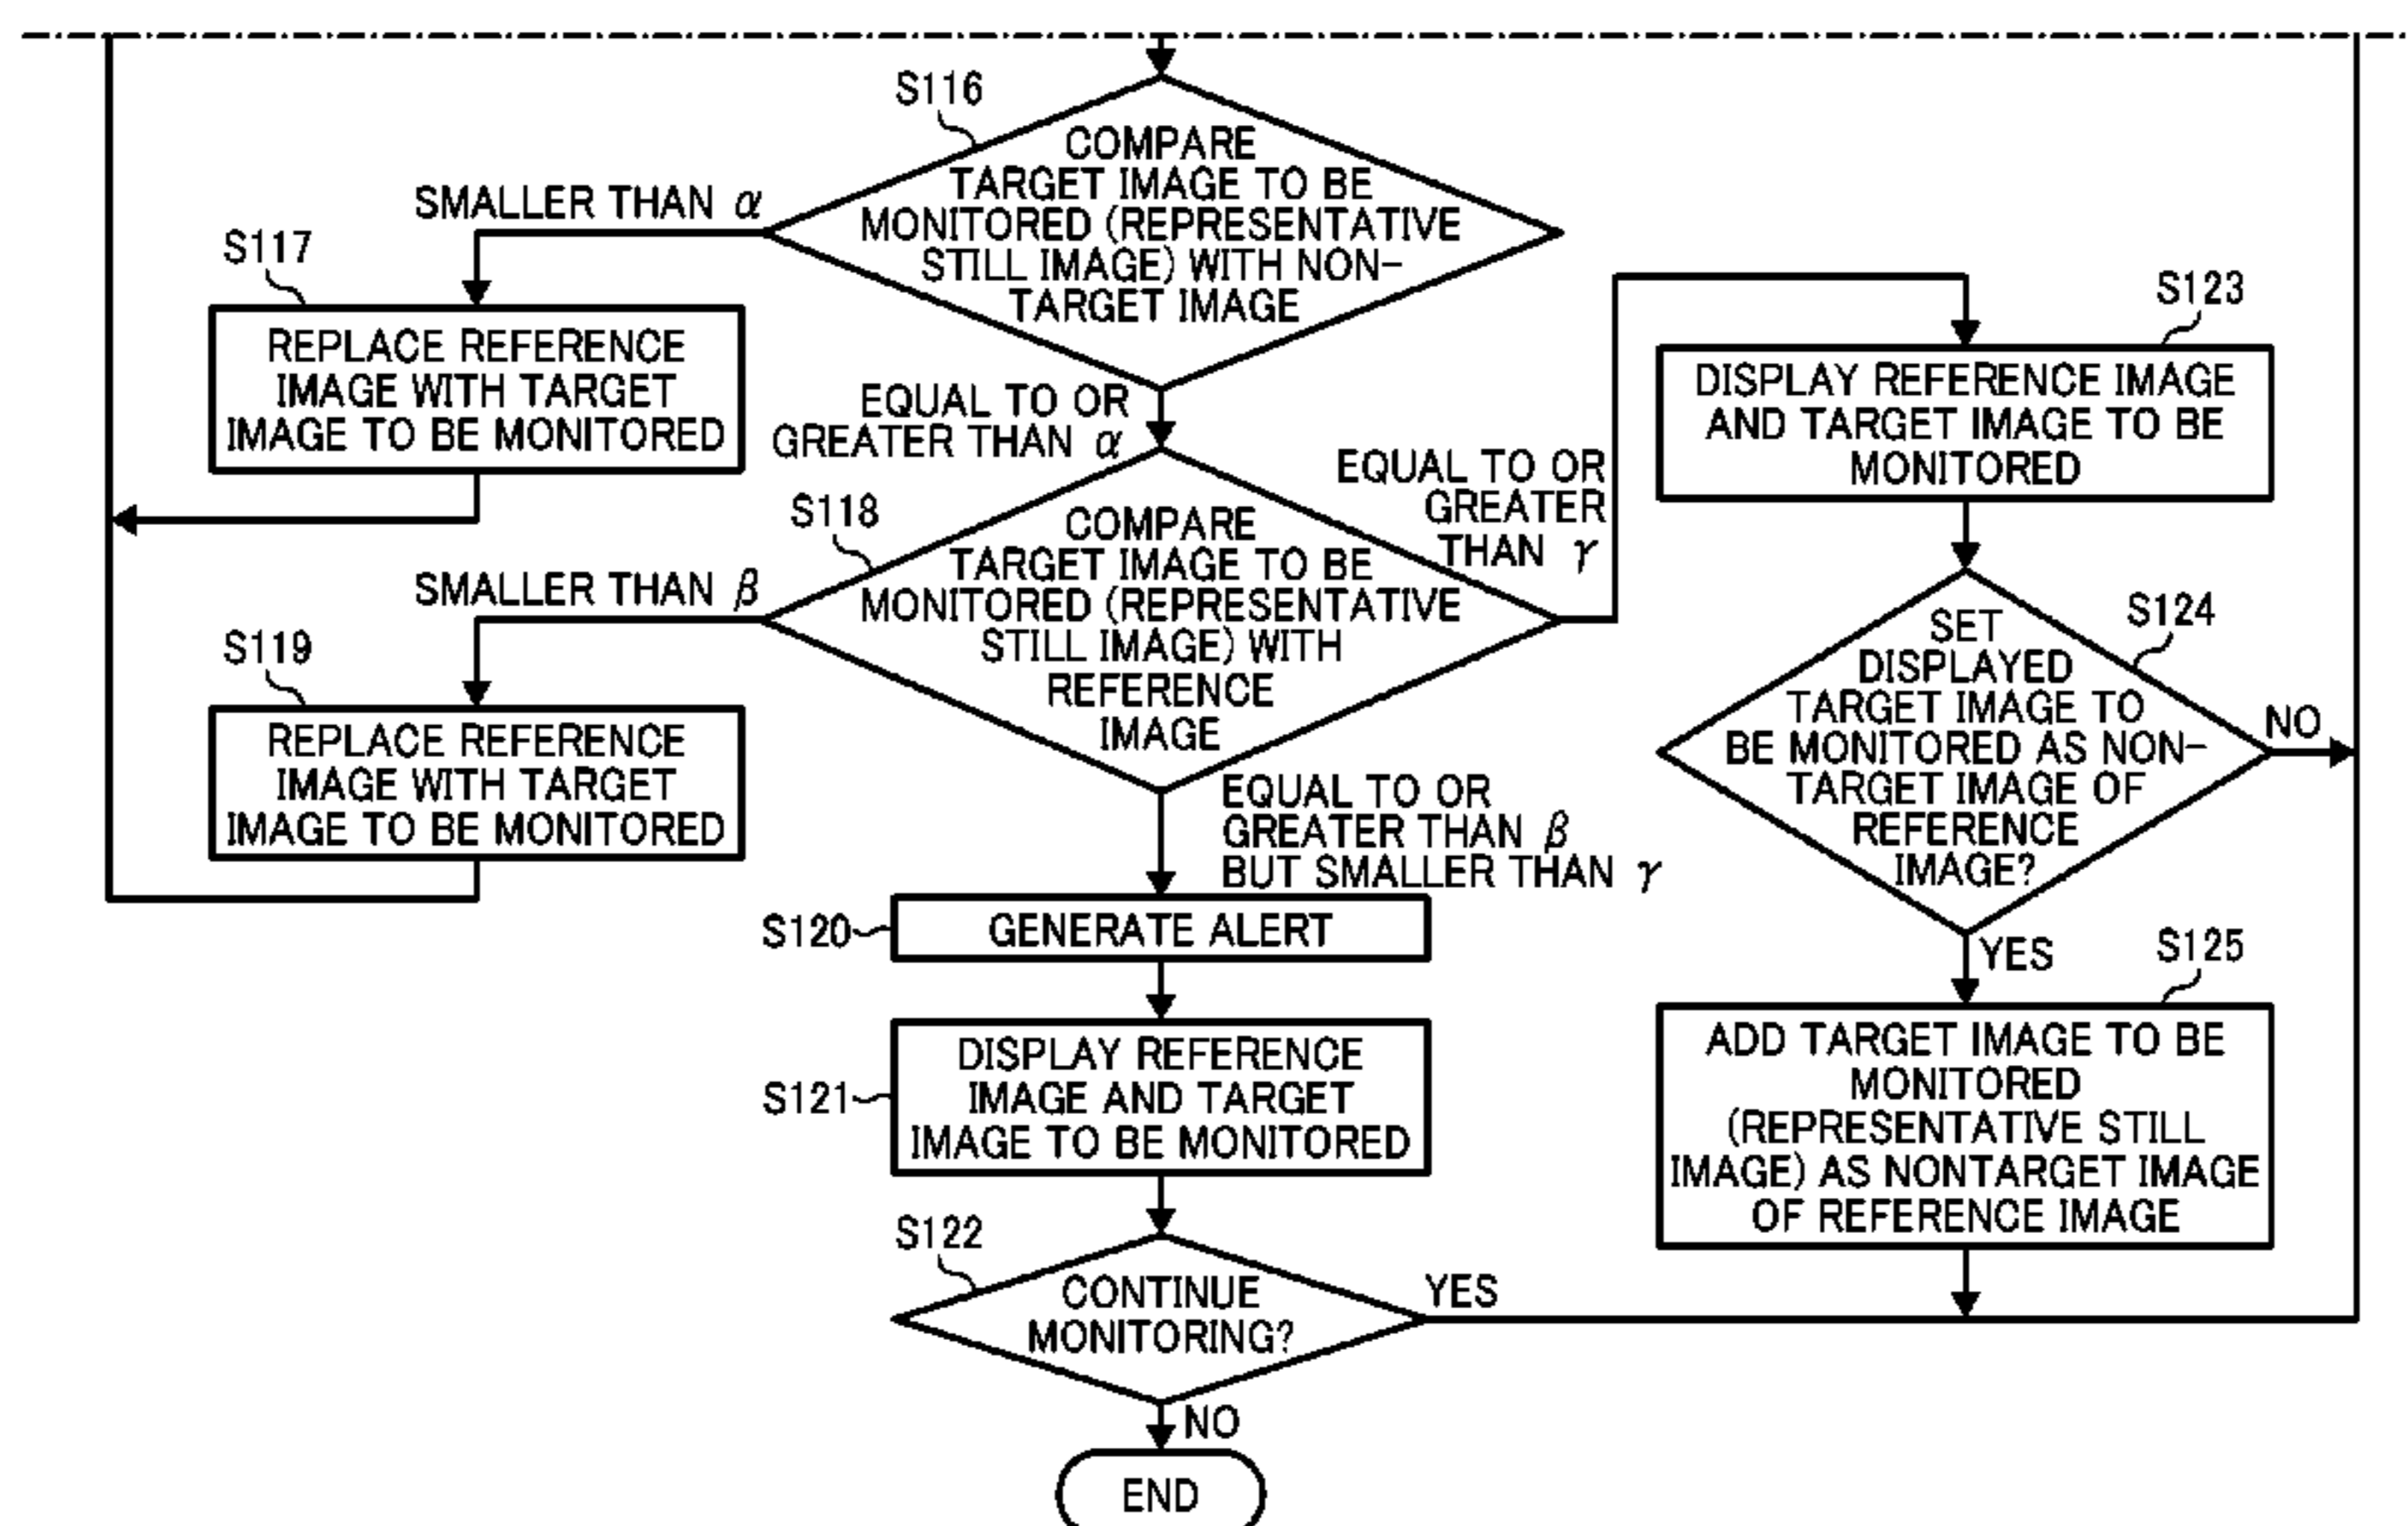 S116
COMPARE
TARGET IMAGE TO BE
MONITORED (REPRESENTATIVE
STILL IMAGE) WITH NON-
TARGET IMAGE
SMALLER THAN α
S117
REPLACE REFERENCE
IMAGE WITH TARGET
IMAGE TO BE MONITORED
EQUAL TO OR
GREATER THAN α
S118
COMPARE
TARGET IMAGE TO BE
MONITORED (REPRESENTATIVE
STILL IMAGE) WITH
REFERENCE
IMAGE
SMALLER THAN β
S119
REPLACE REFERENCE
IMAGE WITH TARGET
IMAGE TO BE MONITORED
EQUAL TO OR
GREATER THAN β
BUT SMALLER THAN γ
S120
GENERATE ALERT
S121
DISPLAY REFERENCE
IMAGE AND TARGET
IMAGE TO BE MONITORED
S122
CONTINUE
MONITORING?
YES
NO
END
EQUAL TO OR
GREATER
THAN γ
S123
DISPLAY REFERENCE IMAGE
AND TARGET IMAGE TO BE
MONITORED
S124
SET
DISPLAYED
TARGET IMAGE TO
BE MONITORED AS NON-
TARGET IMAGE OF
REFERENCE
IMAGE?
NO
YES
S125
ADD TARGET IMAGE TO BE
MONITORED
(REPRESENTATIVE STILL
IMAGE) AS NONTARGET IMAGE
OF REFERENCE IMAGE